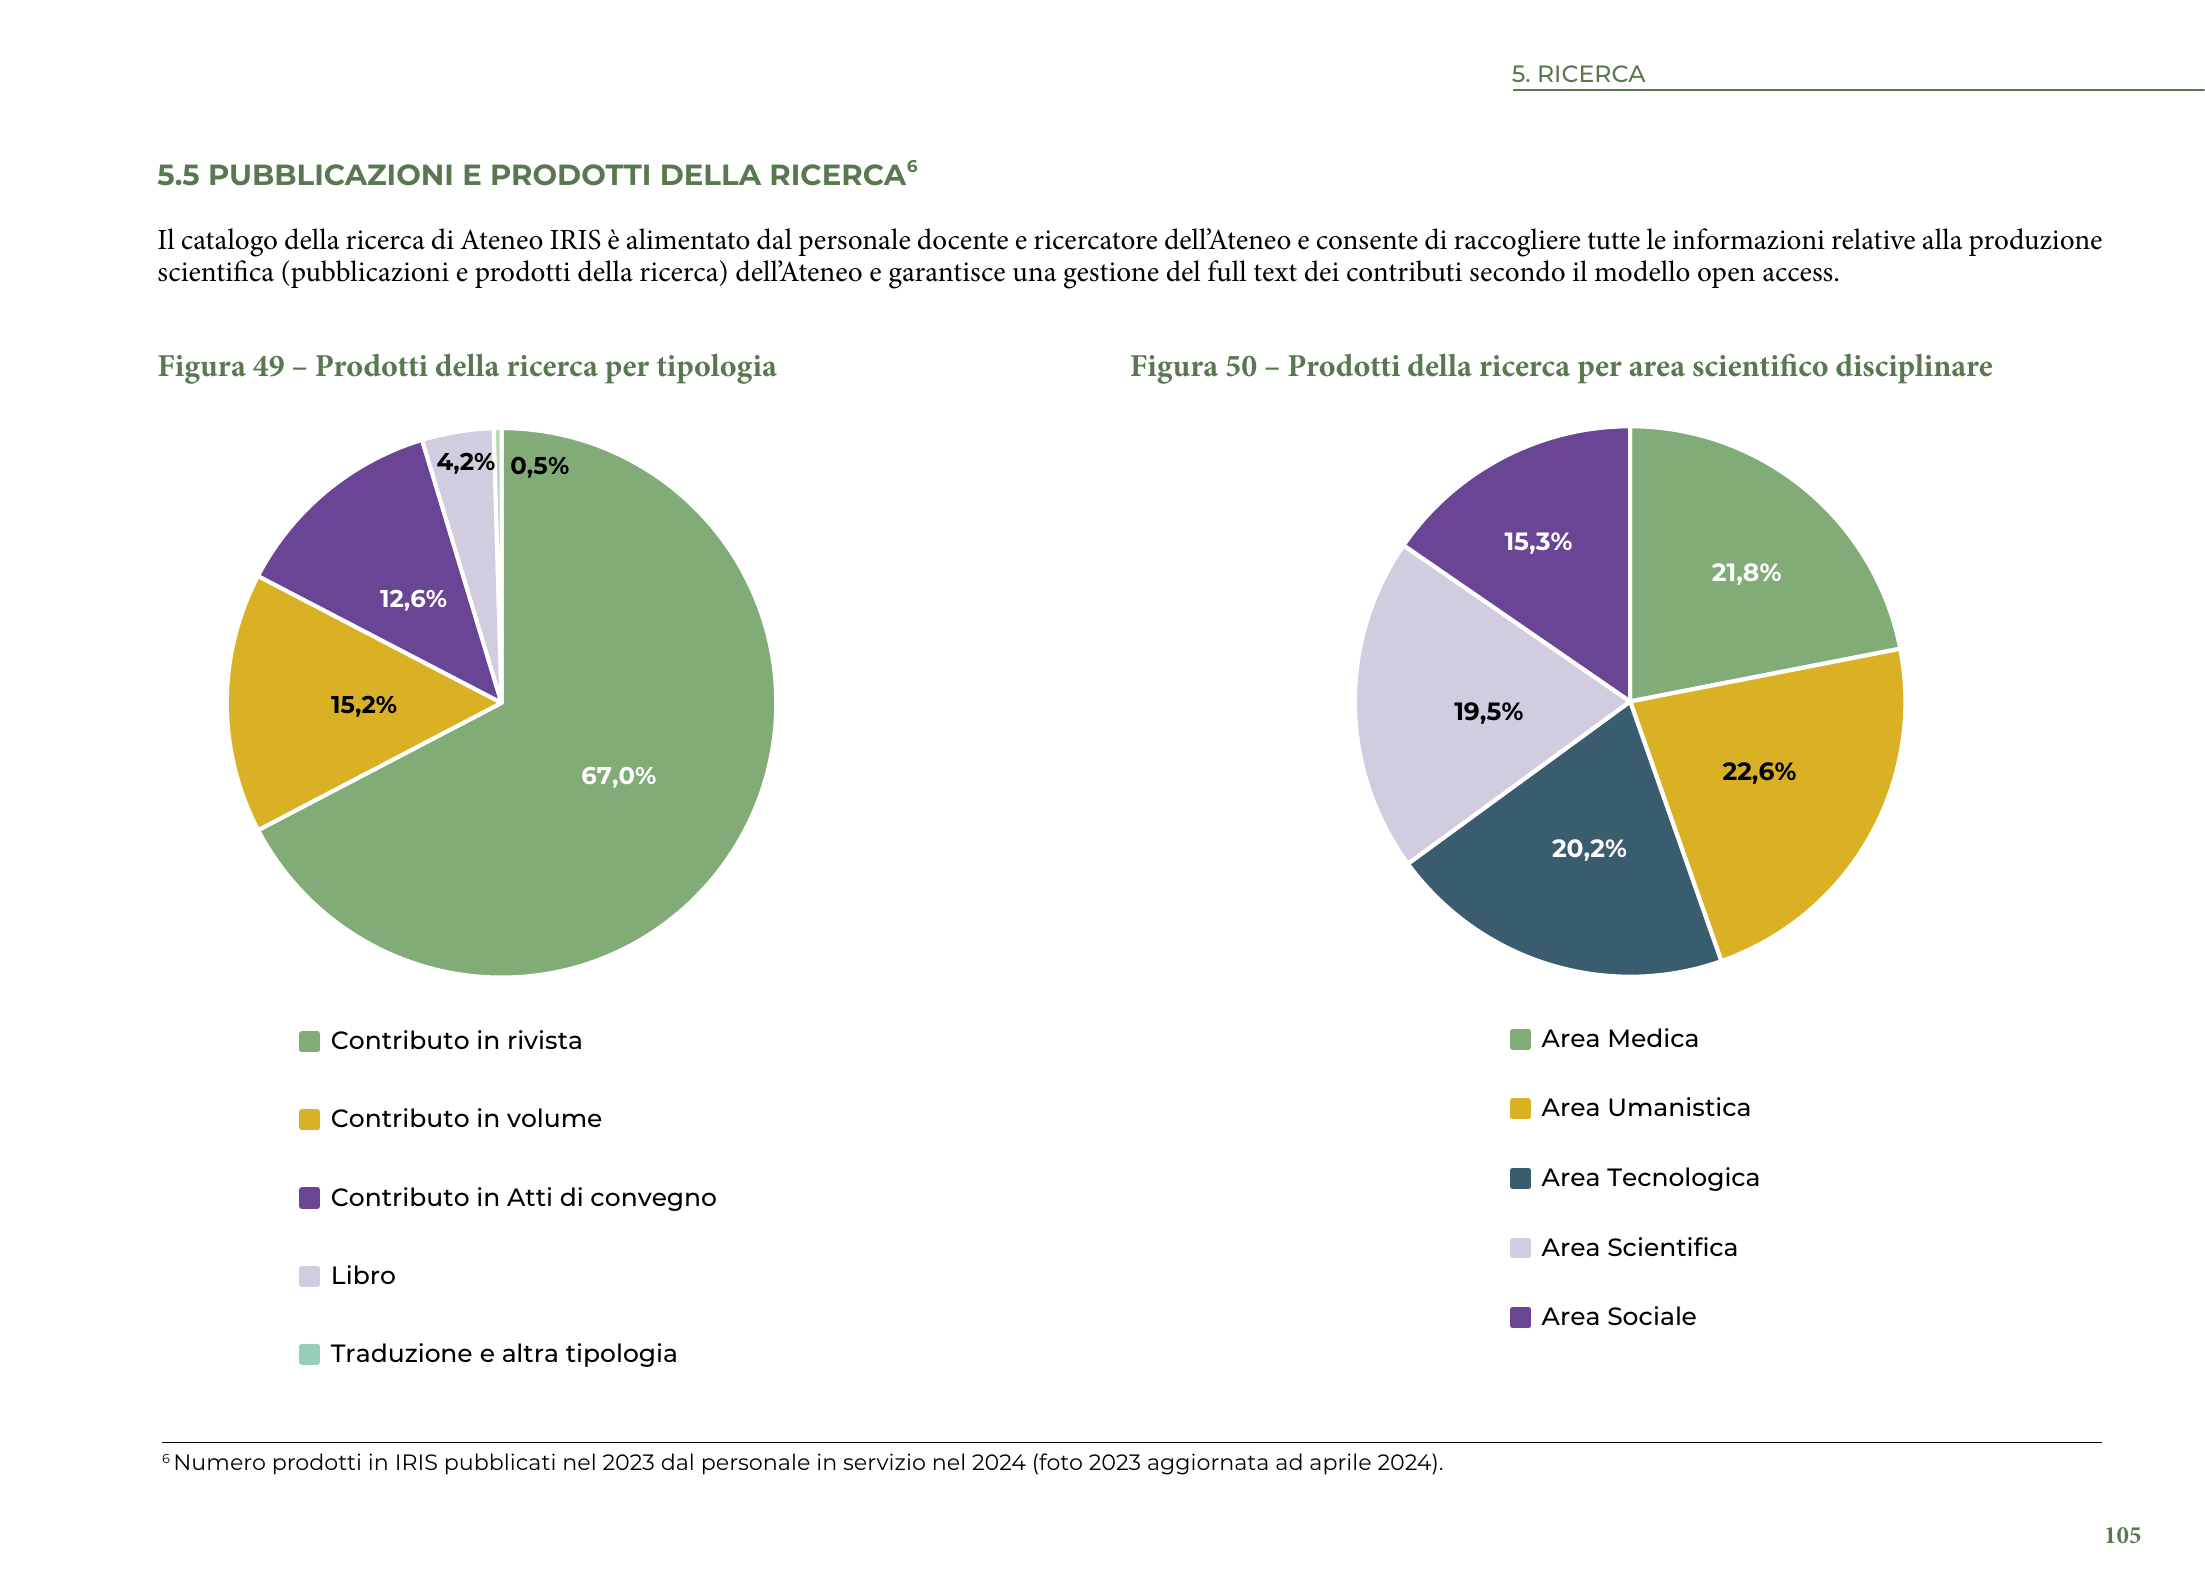 5. RICERCA
5.5 PUBBLICAZIONI E PRODOTTI DELLA RICERCA⁶
Il catalogo della ricerca di Ateneo IRIS è alimentato dal personale docente e ricercatore dell’Ateneo e consente di raccogliere tutte le informazioni relative alla produzione
scientifica (pubblicazioni e prodotti della ricerca) dell’Ateneo e garantisce una gestione del full text dei contributi secondo il modello open access.
Figura 49 – Prodotti della ricerca per tipologia
4,2%
0,5%
12,6%
15,2%
67,0%
Contributo in rivista
Contributo in volume
Contributo in Atti di convegno
Libro
Traduzione e altra tipologia
Figura 50 – Prodotti della ricerca per area scientifico disciplinare
15,3%
21,8%
19,5%
22,6%
20,2%
Area Medica
Area Umanistica
Area Tecnologica
Area Scientifica
Area Sociale
⁶ Numero prodotti in IRIS pubblicati nel 2023 dal personale in servizio nel 2024 (foto 2023 aggiornata ad aprile 2024).
105